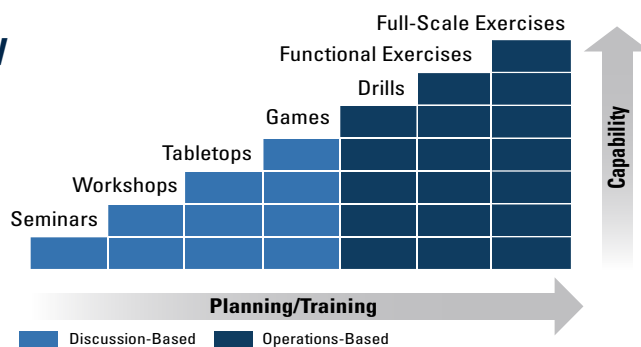 Full-Scale Exercises
Functional Exercises
Drills
Games
Tabletops
Workshops
Seminars
Capability
Planning/Training
Discussion-Based
Operations-Based